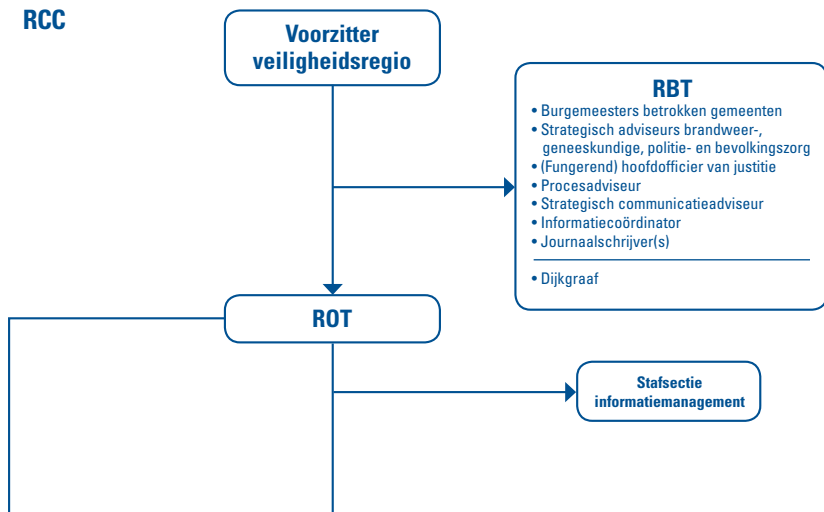 RCC
Voorzitter
veiligheidsregio
RBT
• Burgemeesters betrokken gemeenten
• Strategisch adviseurs brandweer-,
geneeskundige, politie- en bevolkingszorg
• (Fungerend) hoofdofficier van justitie
• Procesadviseur
• Strategisch communicatieadviseur
• Informatiecoördinator
• Journaalschrijver(s)
• Dijkgraaf
ROT
Stafsectie
informatiemanagement